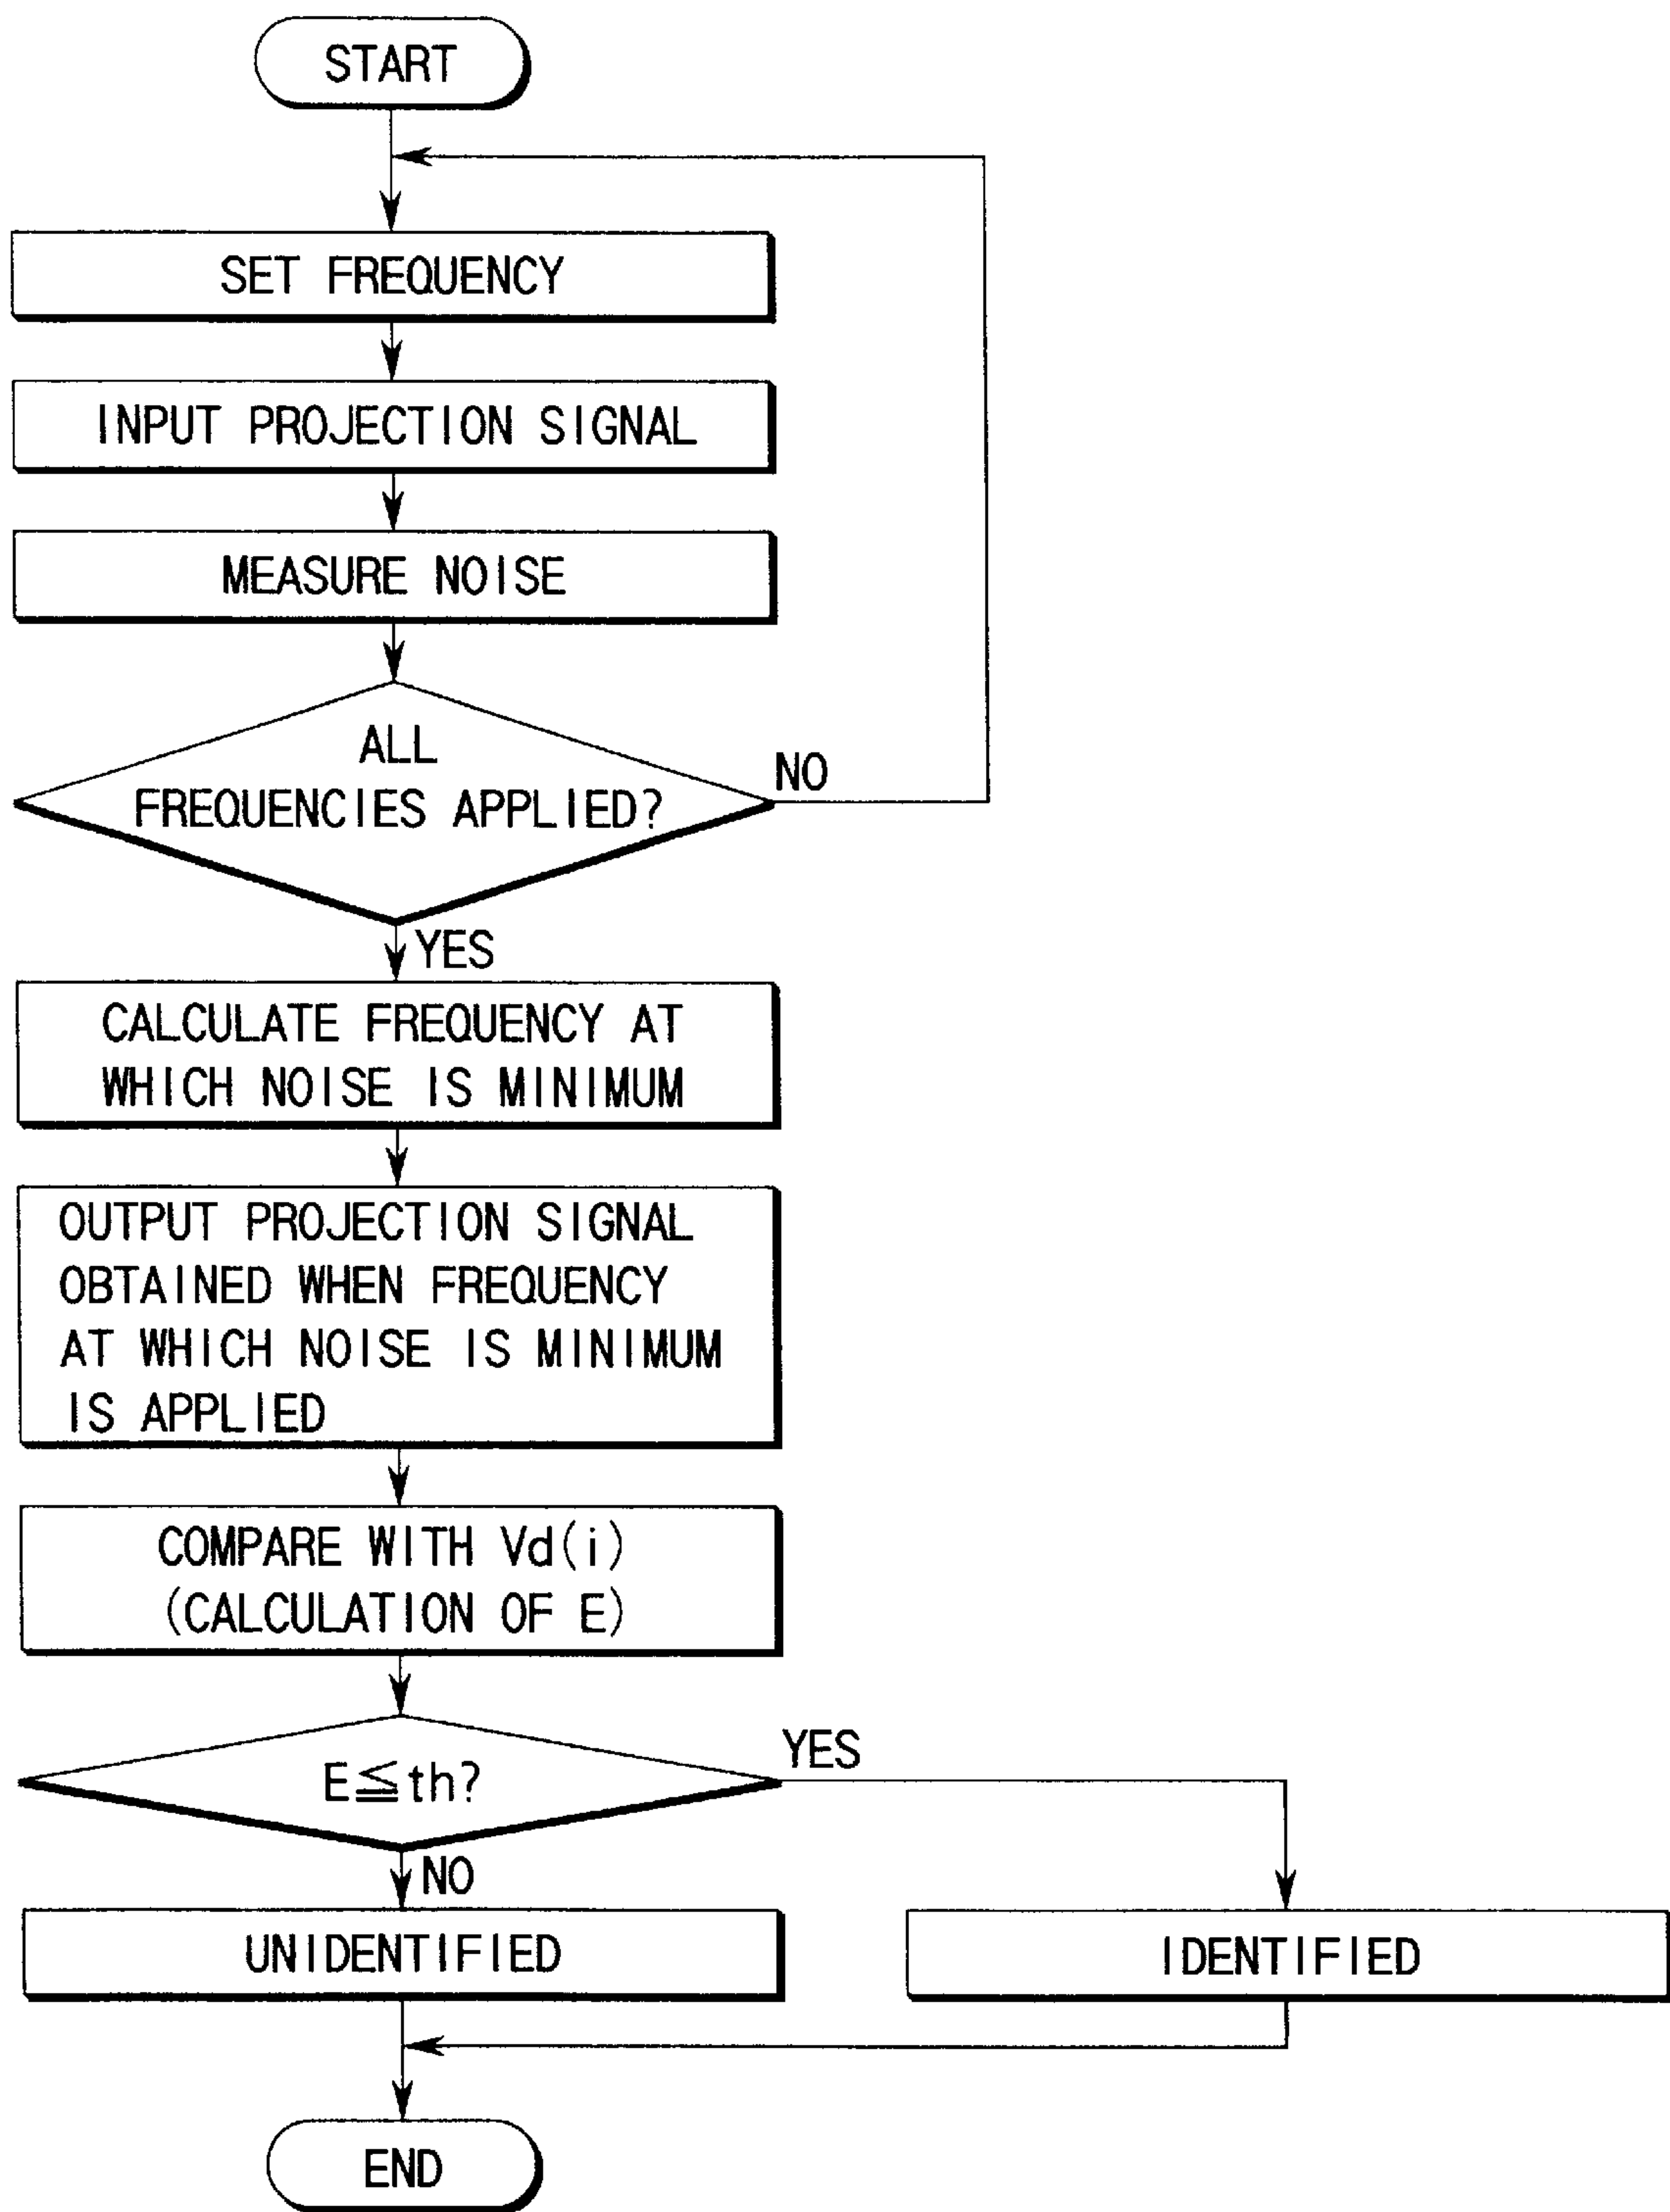 START
SET FREQUENCY
INPUT PROJECTION SIGNAL
MEASURE NOISE
ALL
FREQUENCIES APPLIED?
NO
YES
CALCULATE FREQUENCY AT
WHICH NOISE IS MINIMUM
OUTPUT PROJECTION SIGNAL
OBTAINED WHEN FREQUENCY
AT WHICH NOISE IS MINIMUM
IS APPLIED
COMPARE WITH Vd(i)
(CALCULATION OF E)
E≦th?
YES
NO
UNIDENTIFIED
IDENTIFIED
END